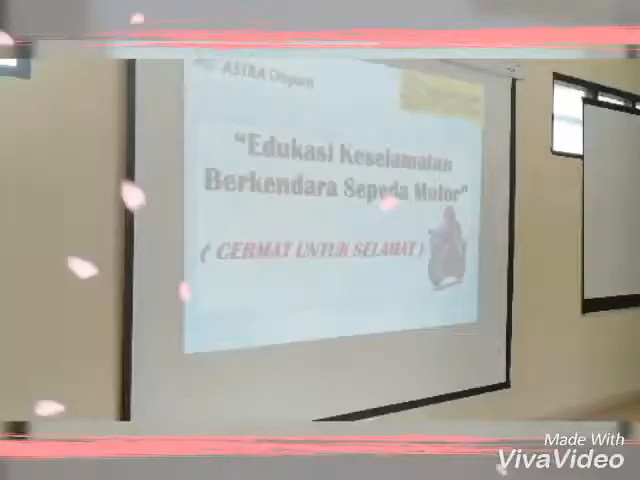 ASTRA
"Edukasi Keselamatan
Berkendara Sepeda Motor"
( CERMAT UNTUK SELAMAT )
Made With
VivaVideo